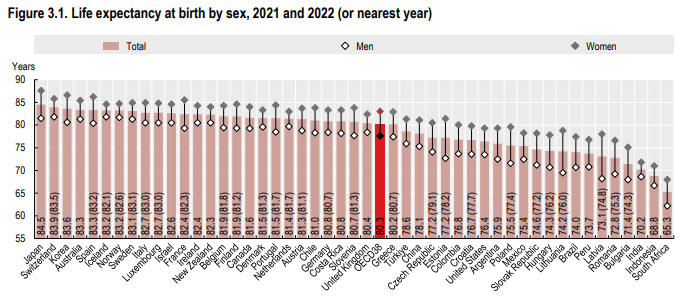 Figure 3.1. Life expectancy at birth by sex, 2021 and 2022 (or nearest year)
Total
Men
Women
Years
90
85
80
75
70
65
60
55
84.5
83.9 (83.5)
83.6
83.3
83.3 (83.2)
83.2 (82.1)
83.2 (82.6)
83.1 (83.1)
82.7 (83.0)
82.7 (83.0)
82.6
82.4 (82.3)
82.4
82.3
81.9 (81.8)
81.9 (81.2)
81.6
81.5 (81.3)
81.5 (81.7)
81.4 (81.7)
81.3 (81.1)
81.0
80.8 (80.7)
80.8
80.7 (81.3)
80.4
80.3
80.2 (80.7)
78.6
78.1
77.2 (79.1)
77.2 (78.2)
76.8
76.7 (77.7)
76.4
75.9
75.5 (77.4)
75.4
74.6 (77.2)
74.3 (76.2)
74.2 (76.0)
74.0
73.7
73.1 (74.8)
72.8 (75.3)
71.4 (74.3)
70.2
68.8
65.3
Japan
Switzerland
Korea
Australia
Spain
Iceland
Norway
Sweden
Italy
Luxembourg
Israel
France
Ireland
New Zealand
Belgium
Finland
Canada
Denmark
Portugal
Netherlands
Austria
Chile
Germany
Costa Rica
Slovenia
United Kingdom
OECD38
Greece
Türkiye
China
Czech Republic
Estonia
Colombia
Croatia
United States
Argentina
Poland
Mexico
Slovak Republic
Hungary
Lithuania
Brazil
Peru
Latvia
Romania
Bulgaria
India
Indonesia
South Africa